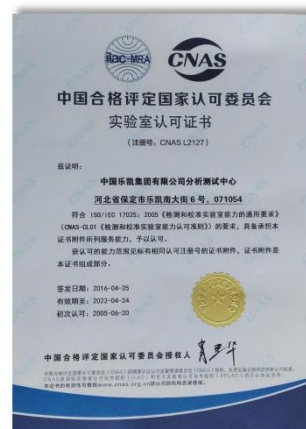 ilac-MRA
CNAS
中国合格评定国家认可委员会
实验室认可证书
(注册号: CNAS L2127)
兹证明:
中国乐凯集团有限公司分析测试中心
河北省保定市乐凯南大街 6 号, 071054
符合 ISO/IEC 17025: 2005《检测和校准实验室能力的通用要求》
(CNAS-CL01《检测和校准实验室能力认可准则》)的要求, 具备承担本
证书附件所列服务能力, 予以认可。
获认可的能力范围见标有相同认可注册号的证书附件, 证书附件是
本证书组成部分。
签发日期: 2016-04-25
有效期至: 2022-04-24
初次认可: 2005-06-20
中国合格评定国家认可委员会授权人